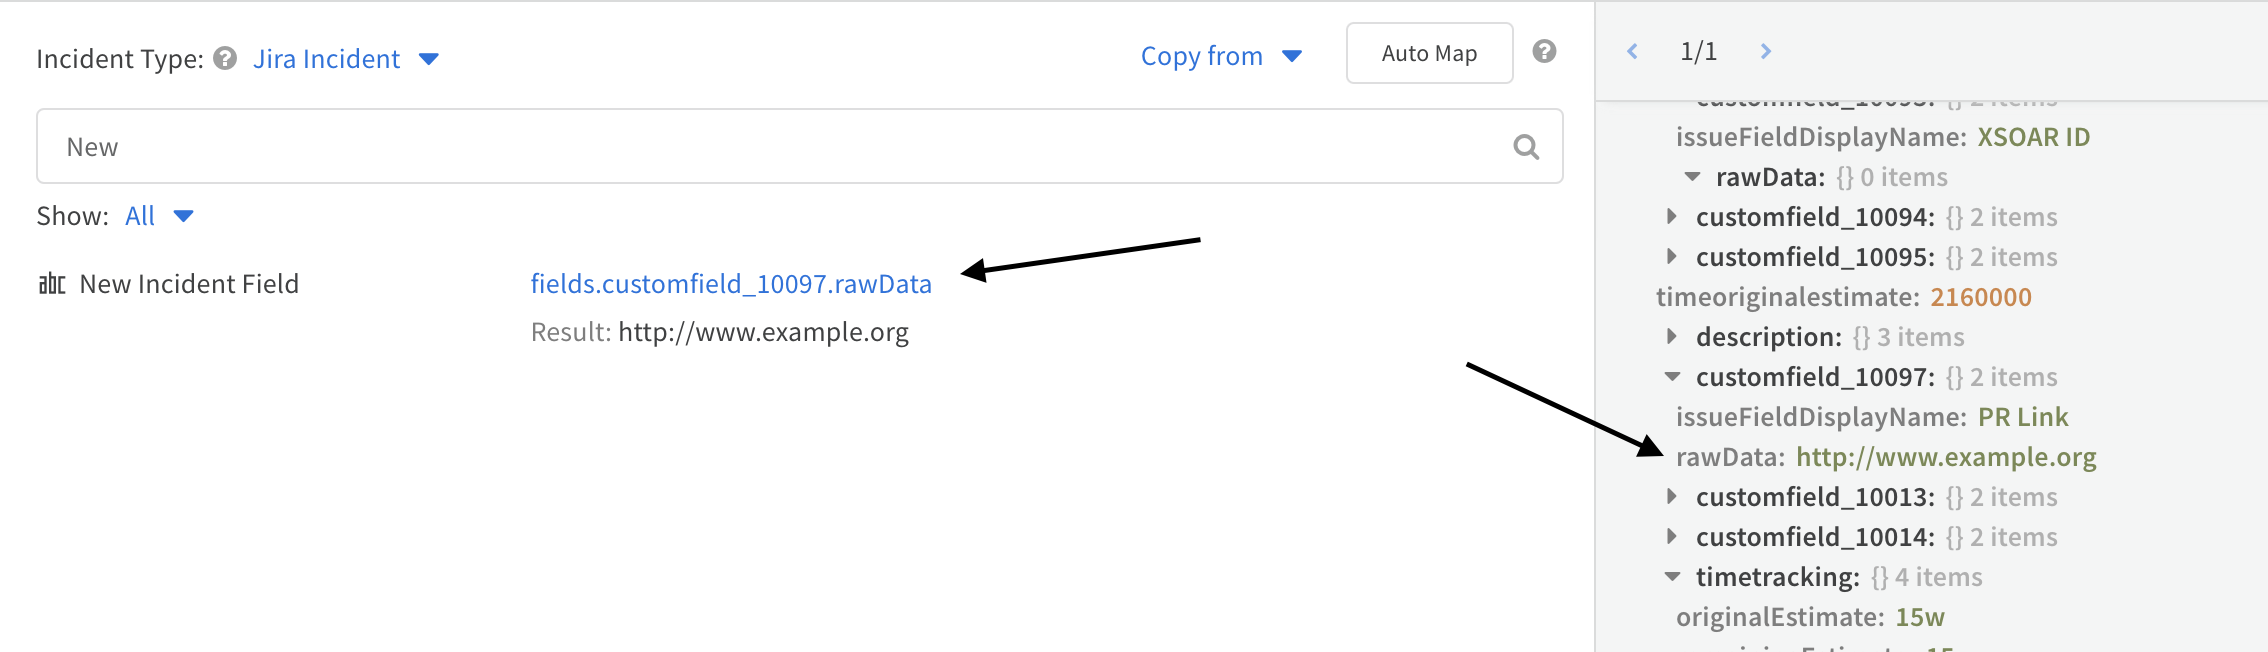 Incident Type: ? Jira Incident
Copy from
Auto Map
?
New
Show: All
abc New Incident Field
fields.customfield_10097.rawData
Result: http://www.example.org
1/1
issueFieldDisplayName: XSOAR ID
rawData: {} 0 items
customfield_10094: {} 2 items
customfield_10095: {} 2 items
timeoriginalestimate: 2160000
description: {} 3 items
customfield_10097: {} 2 items
issueFieldDisplayName: PR Link
rawData: http://www.example.org
customfield_10013: {} 2 items
customfield_10014: {} 2 items
timetracking: {} 4 items
originalEstimate: 15w